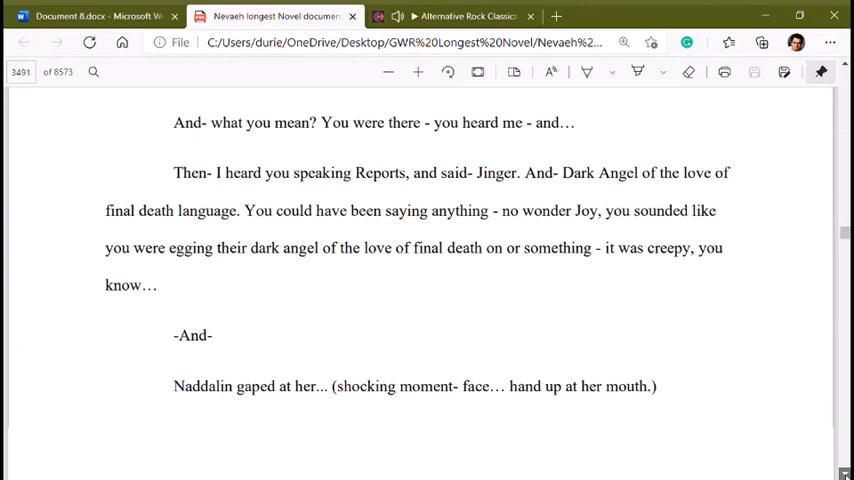 Document 8.docx - Microsoft W
Nevaeh longest Novel documen
Alternative Rock Classics
File
C:/Users/durie/OneDrive/Desktop/GWR%20Longest%20Novel/Nevaeh%2...
3491 of 8573
And- what you mean? You were there - you heard me - and…
Then- I heard you speaking Reports, and said- Jinger. And- Dark Angel of the love of
final death language. You could have been saying anything - no wonder Joy, you sounded like
you were egging their dark angel of the love of final death on or something - it was creepy, you
know…
-And-
Naddalin gaped at her... (shocking moment- face… hand up at her mouth.)